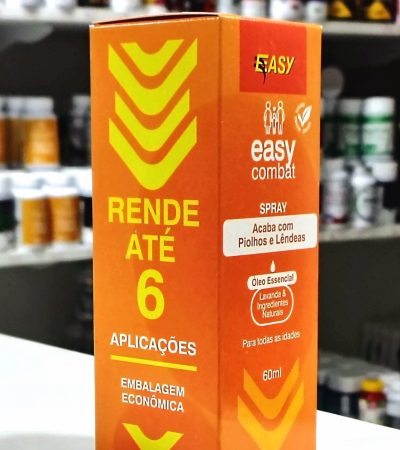 RENDE
ATÉ
6
APLICAÇÕES
EMBALAGEM
ECONÔMICA
EASY
easy
combat
SPRAY
Acaba com
Piolhos e Lêndeas
Óleo Essencial
Lavanda &
Ingredientes
Naturais
Para todas as idades
60ml